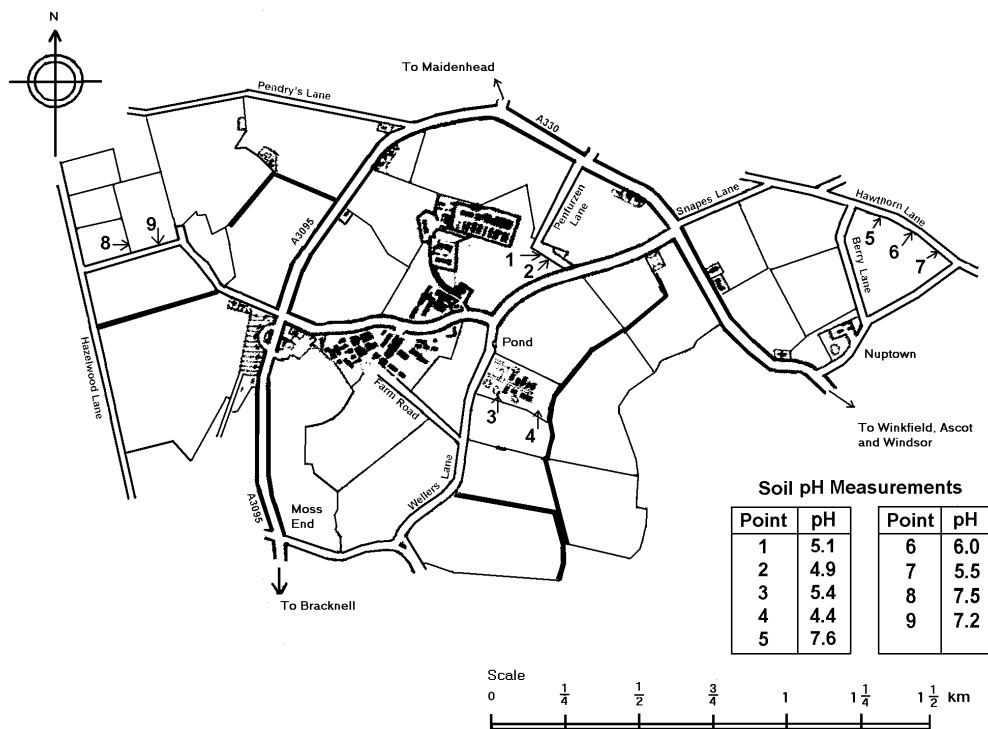 N
To Maidenhead
Pendry's Lane
A330
Snapes Lane
Hawthorn Lane
Penfurzen
Lane
A3095
Berry Lane
5
6
7
8
9
1
2
Pond
Nuptown
Hazelwood Lane
Farm Road
3
4
To Winkfield, Ascot
and Windsor
Wellers Lane
A3095
Moss
End
To Bracknell
Soil pH Measurements
Point pH
1 5.1
2 4.9
3 5.4
4 4.4
5 7.6
Point pH
6 6.0
7 5.5
8 7.5
9 7.2
Scale
0 1/4 1/2 3/4 1 1 1/4 1 1/2 km